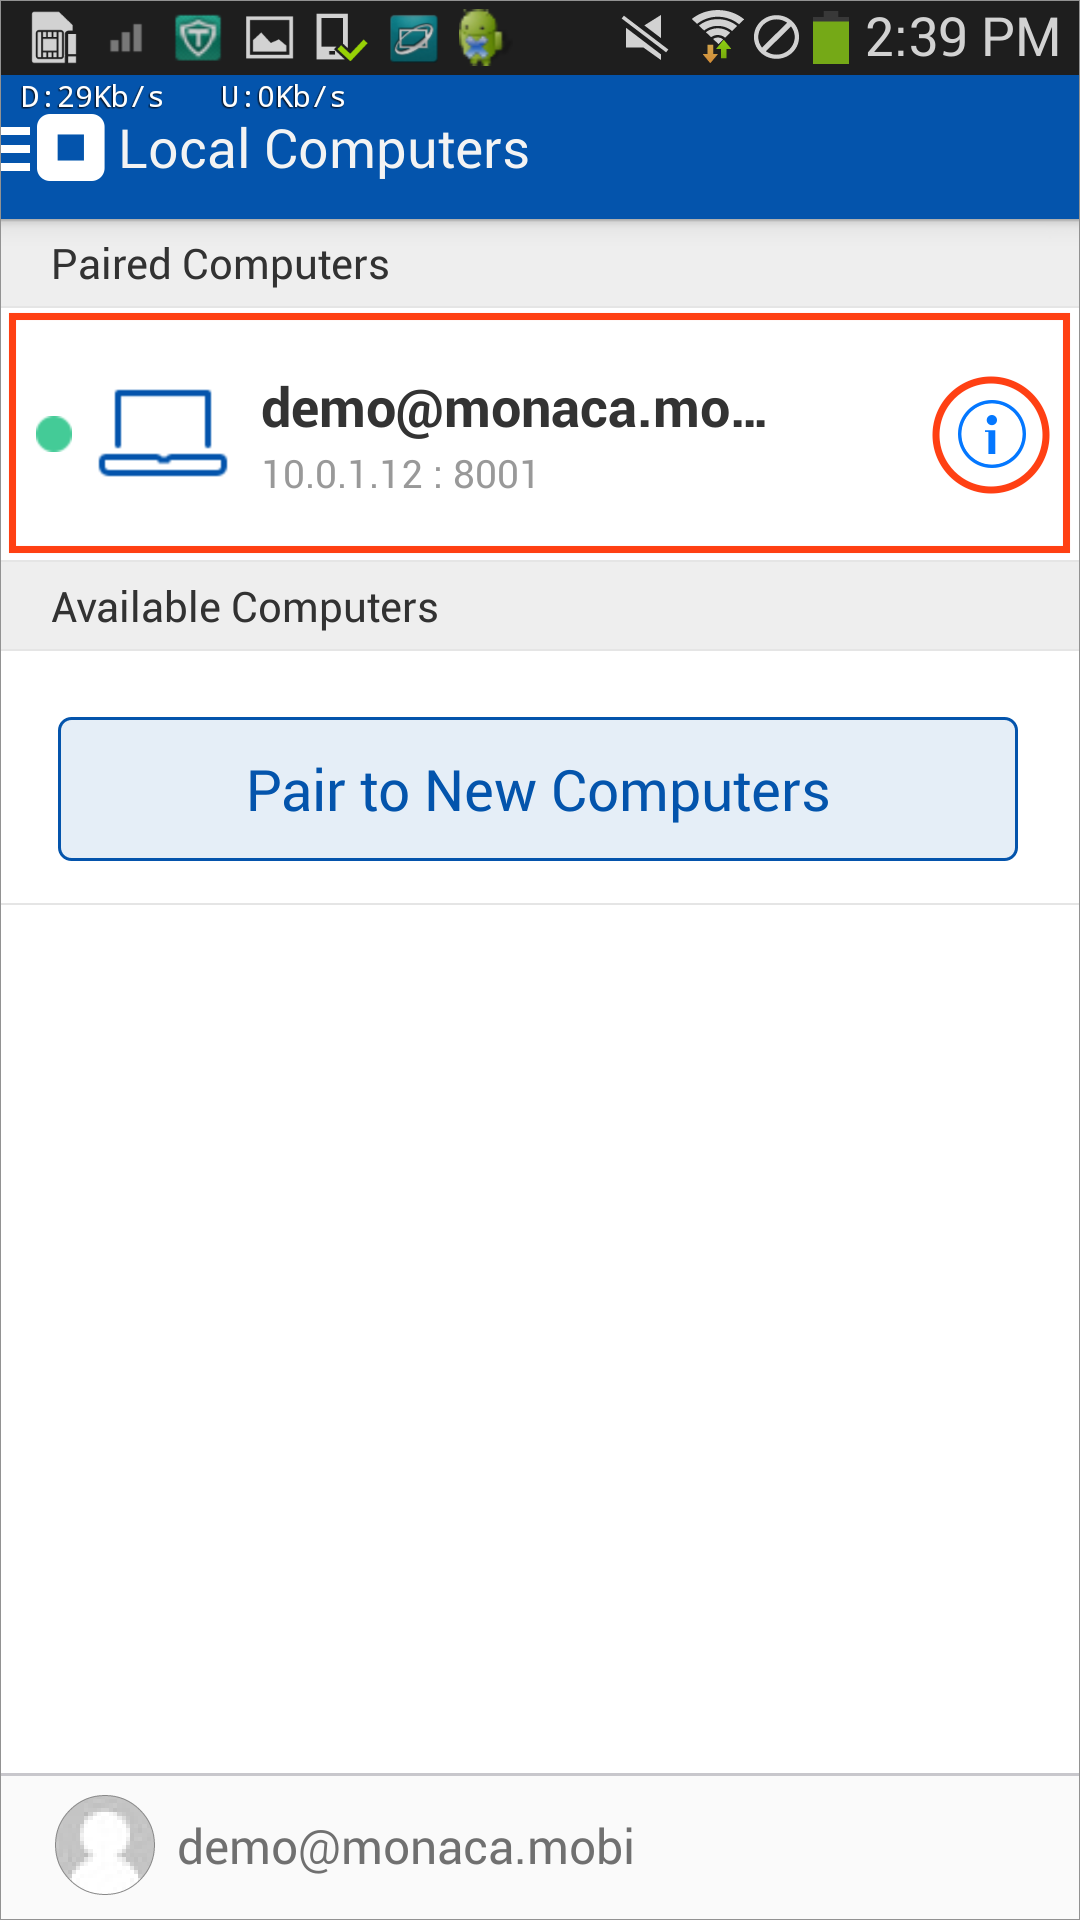 2:39 PM
D:29Kb/s U:0Kb/s
Local Computers
Paired Computers
demo@monaca.mo...
10.0.1.12 : 8001
i
Available Computers
Pair to New Computers
demo@monaca.mobi